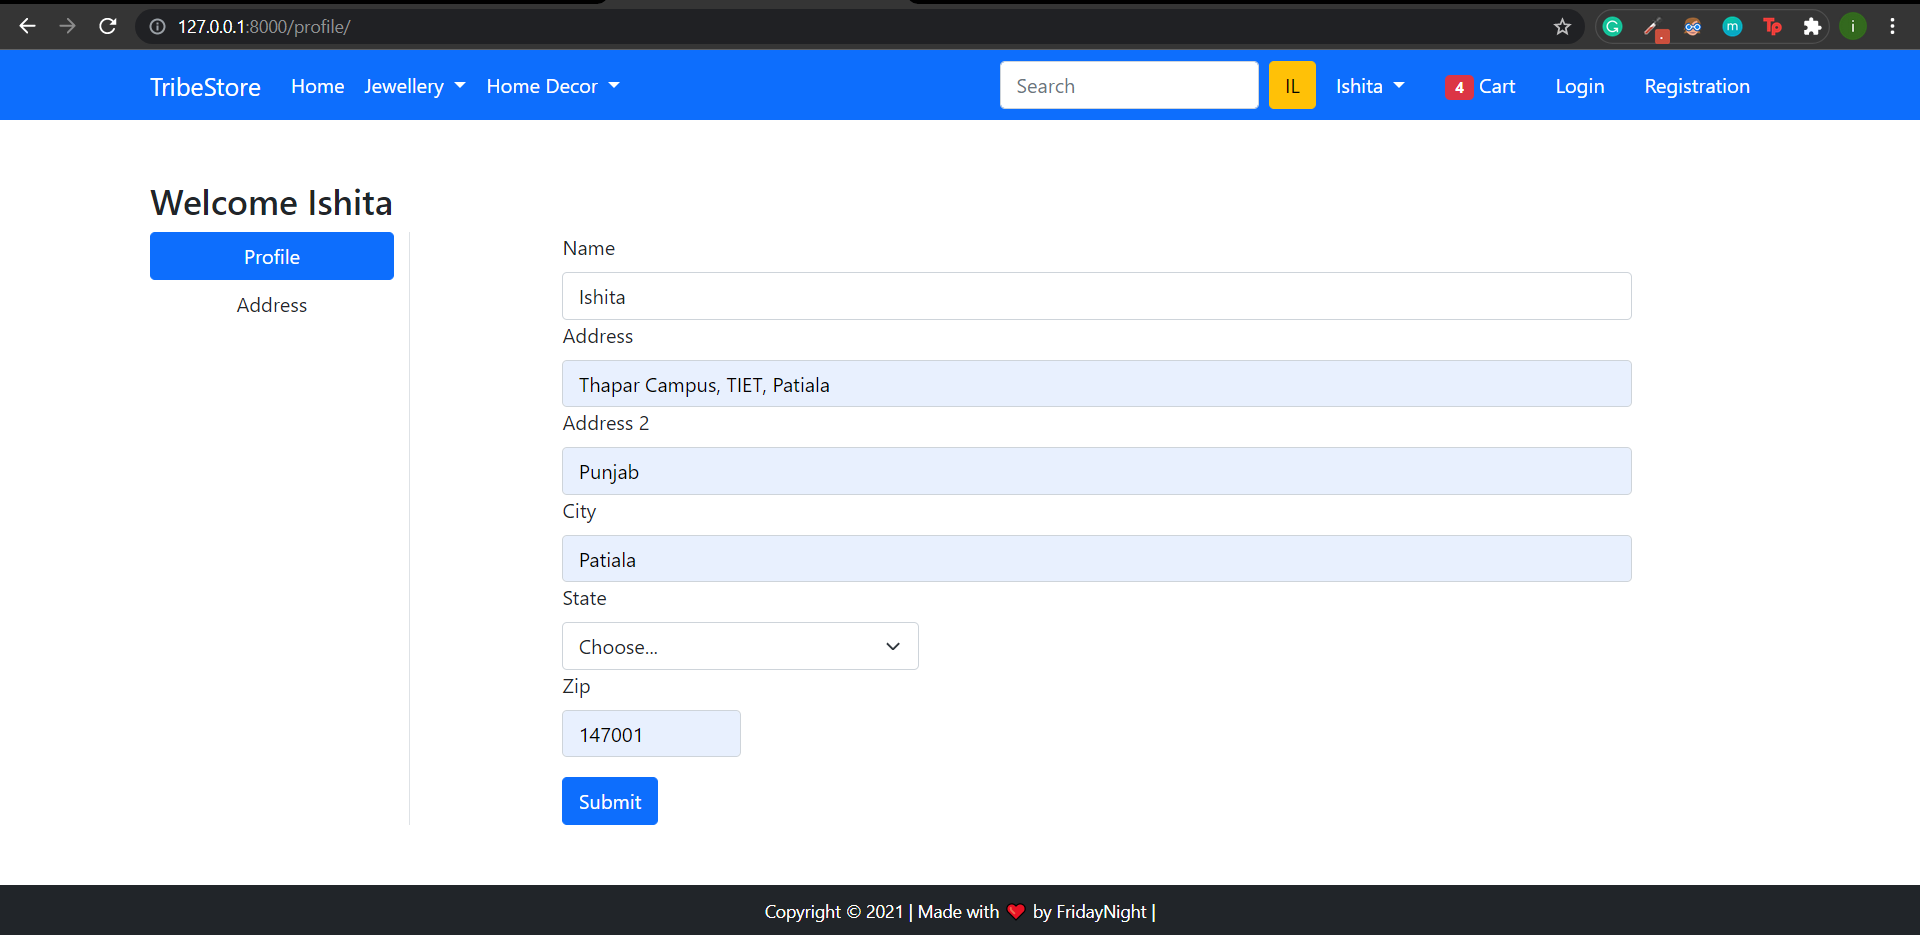 127.0.0.1:8000/profile/
TribeStore Home Jewellery Home Decor Search IL Ishita 4 Cart Login Registration
Welcome Ishita
Profile
Address
Name
Ishita
Address
Thapar Campus, TIET, Patiala
Address 2
Punjab
City
Patiala
State
Choose...
Zip
147001
Submit
Copyright © 2021 | Made with ❤ by FridayNight |